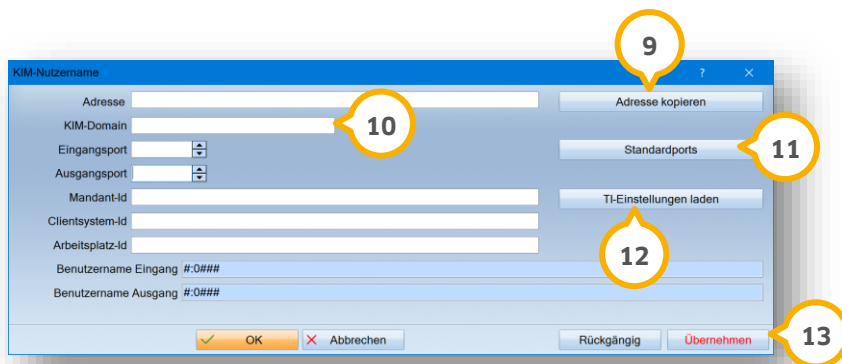 9
KIM-Nutzername ? ×
Adresse Adresse kopieren
KIM-Domain 10
Eingangsport Standardports 11
Ausgangsport
Mandant-Id TI-Einstellungen laden
Clientsystem-Id
Arbeitsplatz-Id 12
Benutzername Eingang #:0###
Benutzername Ausgang #:0###
OK Abbrechen Rückgängig Übernehmen 13